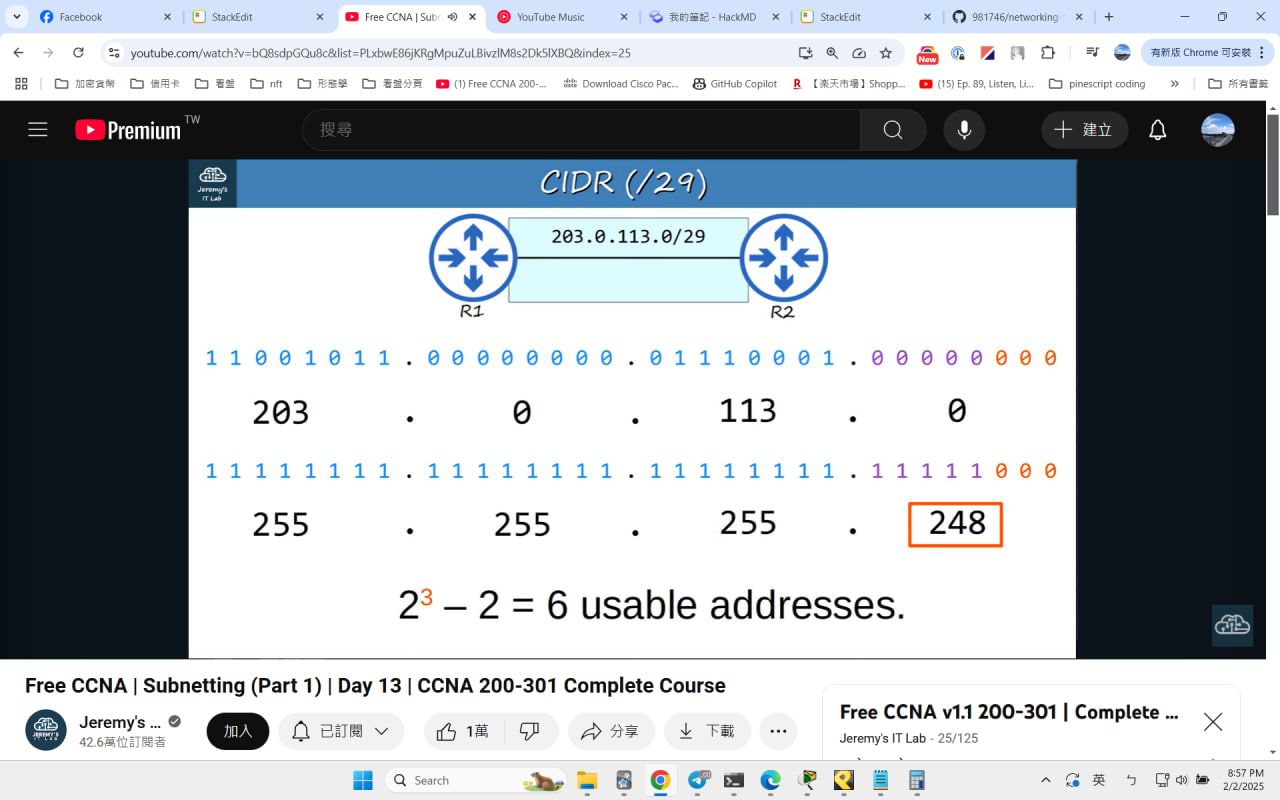 Facebook
StackEdit
Free CCNA | Sub
YouTube Music
我的筆記 - HackMD
StackEdit
981746/networking-
youtube.com/watch?v=bQ8sdpGQu8c&list=PLxbwE86jKRgMpuZuLBivzlM8s2Dk5lXBQ&index=25
New
有新版 Chrome 可安裝
加密貨幣
信用卡
看盤
nft
形態學
看盤分頁
(1) Free CCNA 200-...
Download Cisco Pac...
GitHub Copilot
【楽天市場】Shopp...
(15) Ep. 89, Listen, Li...
pinescript coding
所有書籤
Premium TW
搜尋
建立
Jeremy's
IT Lab
CIDR (/29)
203.0.113.0/29
R1
R2
1 1 0 0 1 0 1 1 . 0 0 0 0 0 0 0 0 . 0 1 1 1 0 0 0 1 . 0 0 0 0 0 0 0 0
203 . 0 . 113 . 0
1 1 1 1 1 1 1 1 . 1 1 1 1 1 1 1 1 . 1 1 1 1 1 1 1 1 . 1 1 1 1 1 0 0 0
255 . 255 . 255 . 248
2³ – 2 = 6 usable addresses.
Free CCNA | Subnetting (Part 1) | Day 13 | CCNA 200-301 Complete Course
JEREMY'S
IT LAB
Jeremy's ...
42.6萬位訂閱者
加入
已訂閱
1萬
分享
下載
Free CCNA v1.1 200-301 | Complete ...
Jeremy's IT Lab - 25/125
Search
英
ㄅ
8:57 PM
2/2/2025